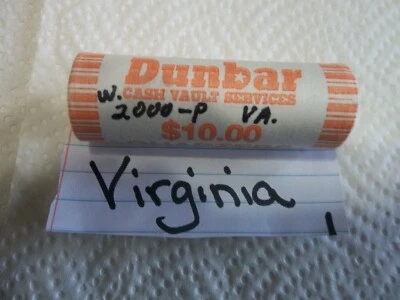 Dunbar
CASH VAULT SERVICES
W. 2000-P VA.
$10.00
Virginia
1